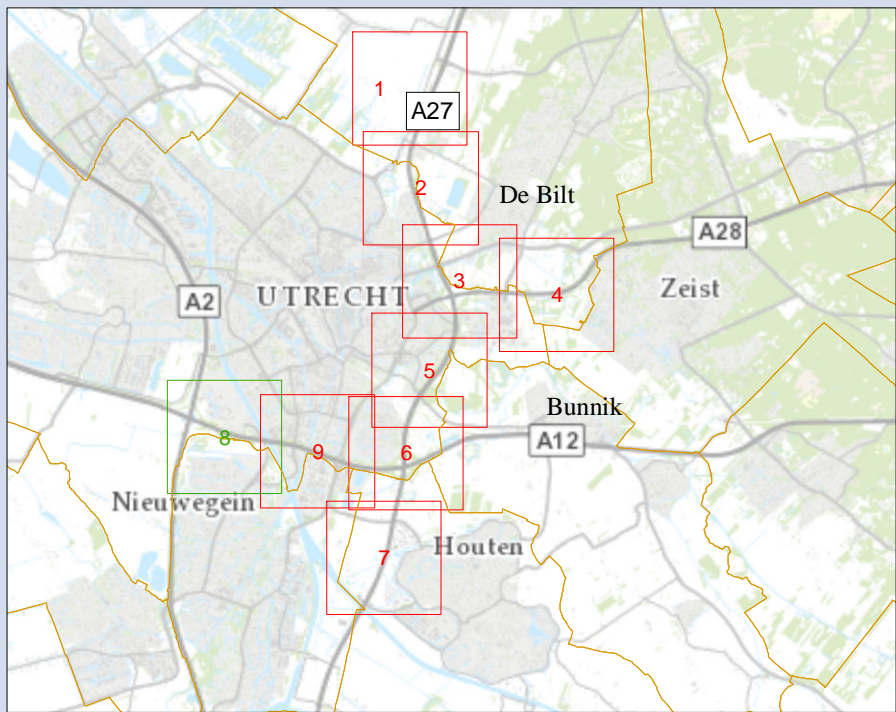 1
A27
2
De Bilt
A28
3
4
Zeist
UTRECHT
A2
5
Bunnik
8
9
6
A12
Nieuwegein
Houten
7